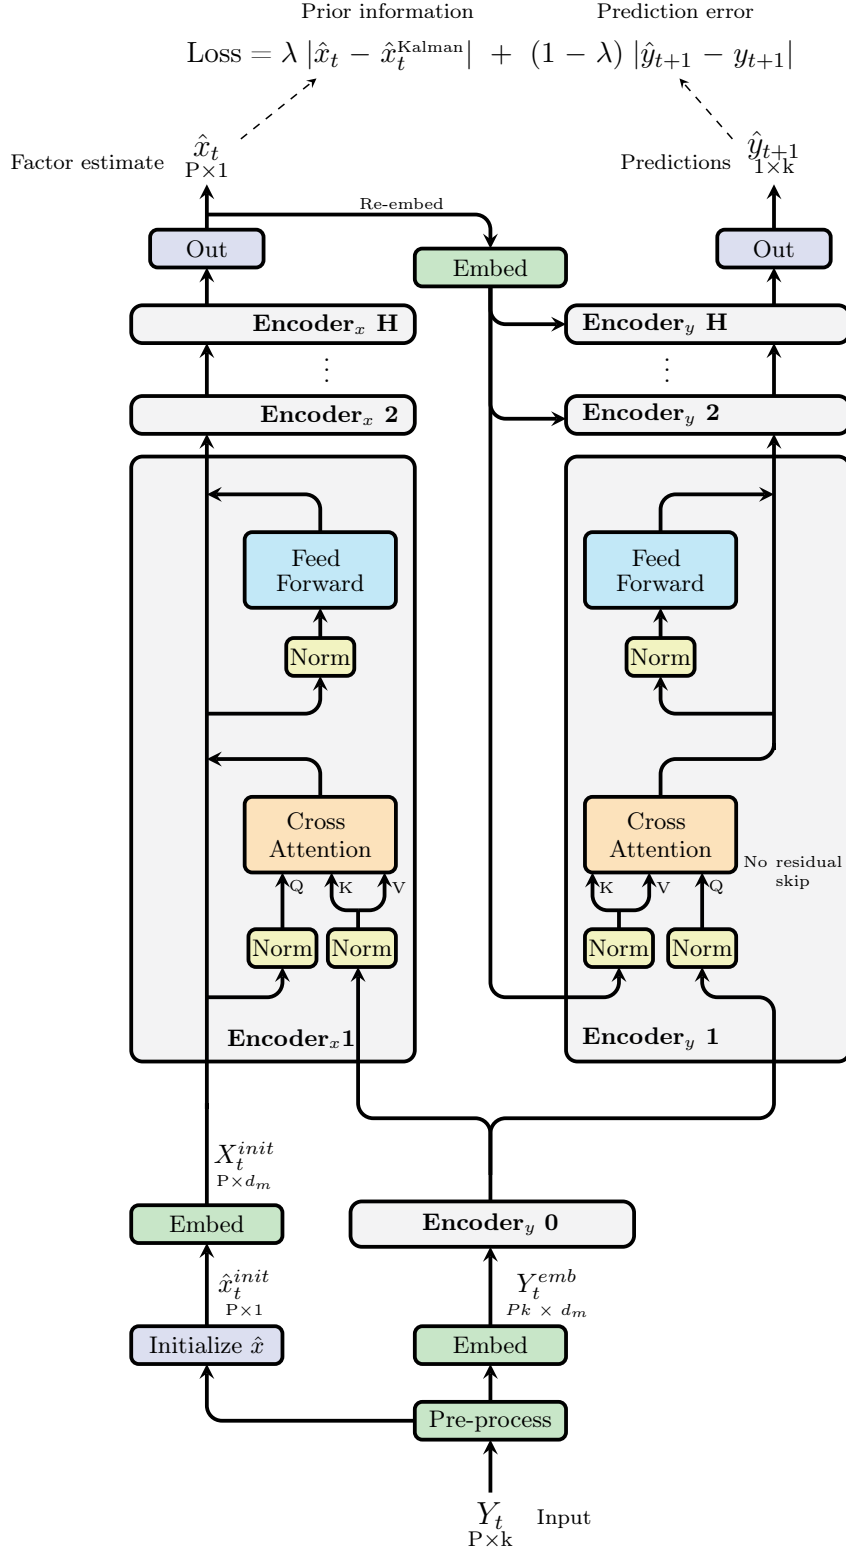 Prior information
Prediction error
Loss = λ |x̂_t − x̂_t^Kalman| + (1 − λ) |ŷ_{t+1} − y_{t+1}|
Factor estimate
x̂_t
P×1
Predictions
ŷ_{t+1}
1×k
Re-embed
Out
Embed
Out
Encoder_x H
Encoder_y H
⋮
⋮
Encoder_x 2
Encoder_y 2
Feed
Forward
Feed
Forward
Norm
Norm
Cross
Attention
Cross
Attention
No residual
skip
Q
K
V
K
V
Q
Norm
Norm
Norm
Norm
Encoder_x1
Encoder_y 1
X_t^{init}
P×d_m
Embed
Encoder_y 0
x̂_t^{init}
P×1
Y_t^{emb}
Pk × d_m
Initialize x̂
Embed
Pre-process
Y_t
P×k
Input